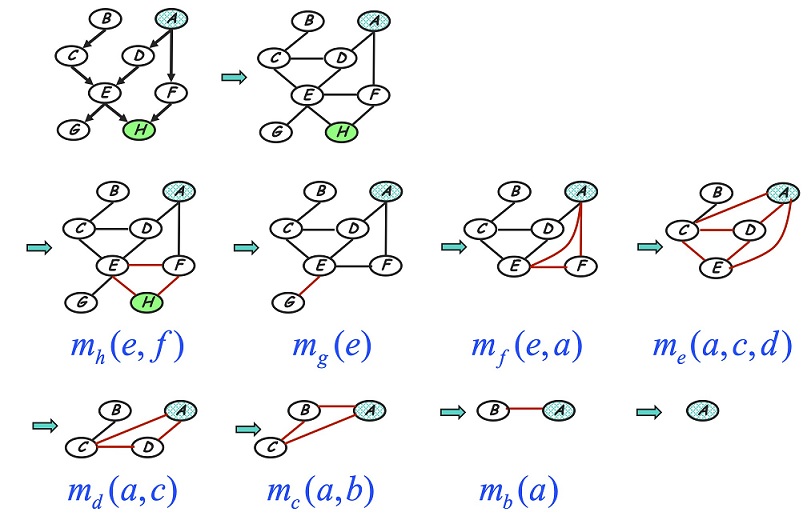 B A B A
C D C D
E F E F
G H G H
B A B A B A B A
C D C D C D C D
E F E F E F E
G H G
m_h(e, f) m_g(e) m_f(e, a) m_e(a, c, d)
B A B A B A A
C D C
m_d(a, c) m_c(a, b) m_b(a)